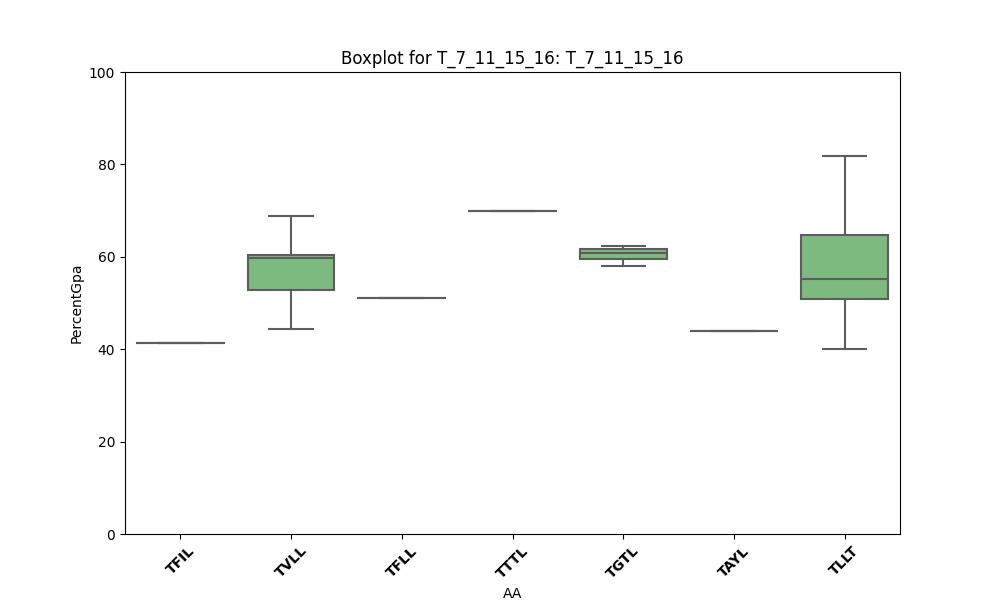 Boxplot for T_7_11_15_16: T_7_11_15_16
100
80
60
40
20
0
PercentGpa
TFIL
TVLL
TFLL
TTTL
TGTL
TAYL
TLLT
AA